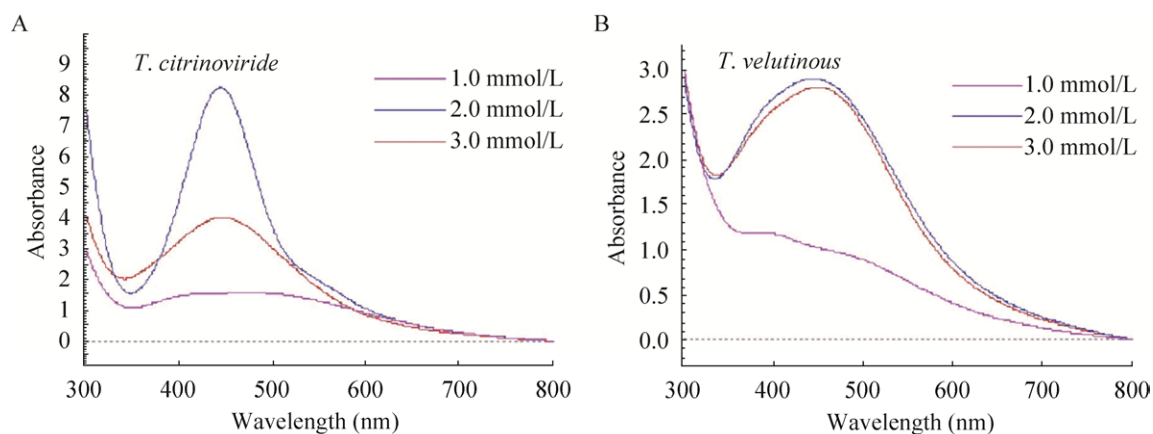 A
T. citrinoviride
1.0 mmol/L
2.0 mmol/L
3.0 mmol/L
Absorbance
9
8
7
6
5
4
3
2
1
0
300 400 500 600 700 800
Wavelength (nm)
B
T. velutinous
1.0 mmol/L
2.0 mmol/L
3.0 mmol/L
Absorbance
3.0
2.5
2.0
1.5
1.0
0.5
0.0
300 400 500 600 700 800
Wavelength (nm)